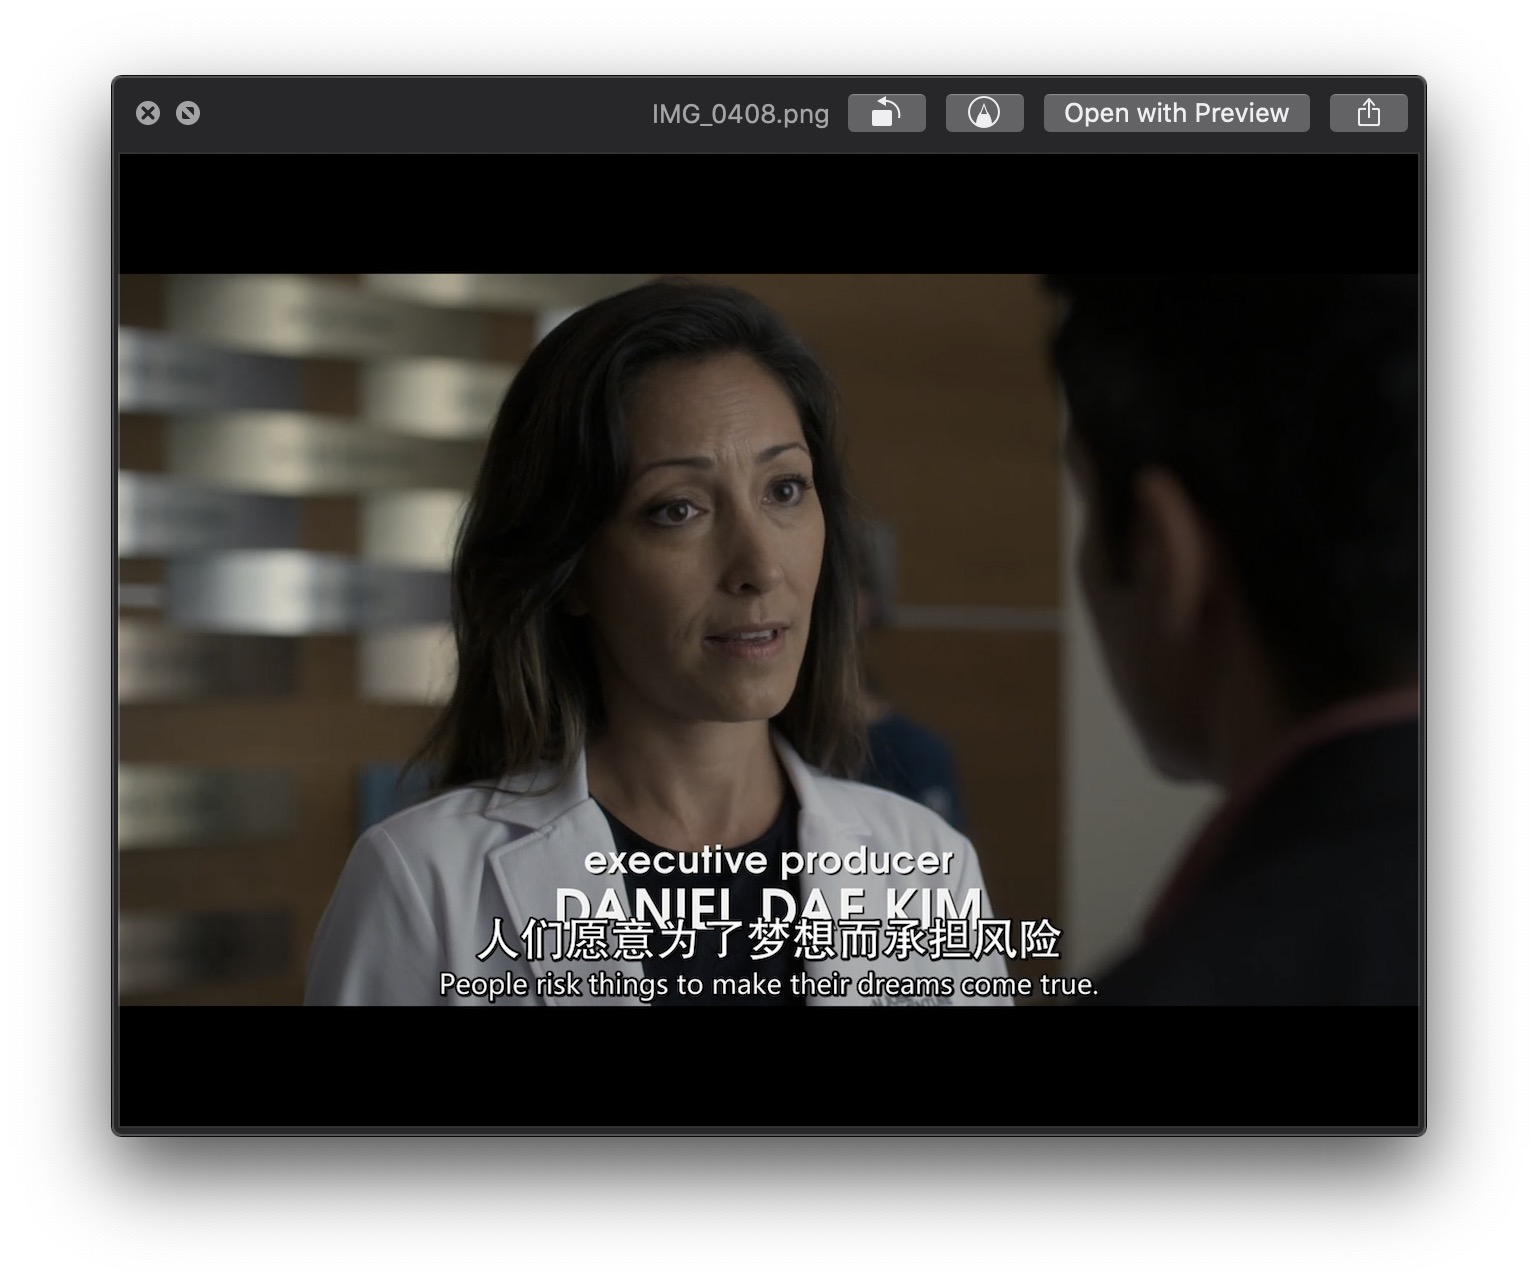 IMG_0408.png
Open with Preview
executive producer
DANIEL DAE KIM
人们愿意为了梦想而承担风险
People risk things to make their dreams come true.